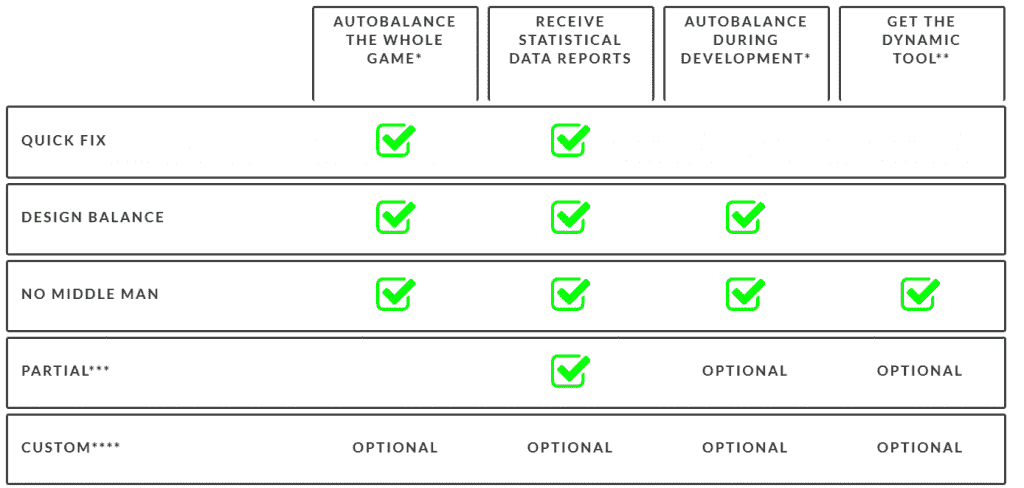 AUTOBALANCE
THE WHOLE
GAME*
RECEIVE
STATISTICAL
DATA REPORTS
AUTOBALANCE
DURING
DEVELOPMENT*
GET THE
DYNAMIC
TOOL**
QUICK FIX
DESIGN BALANCE
NO MIDDLE MAN
PARTIAL*** OPTIONAL OPTIONAL
CUSTOM**** OPTIONAL OPTIONAL OPTIONAL OPTIONAL